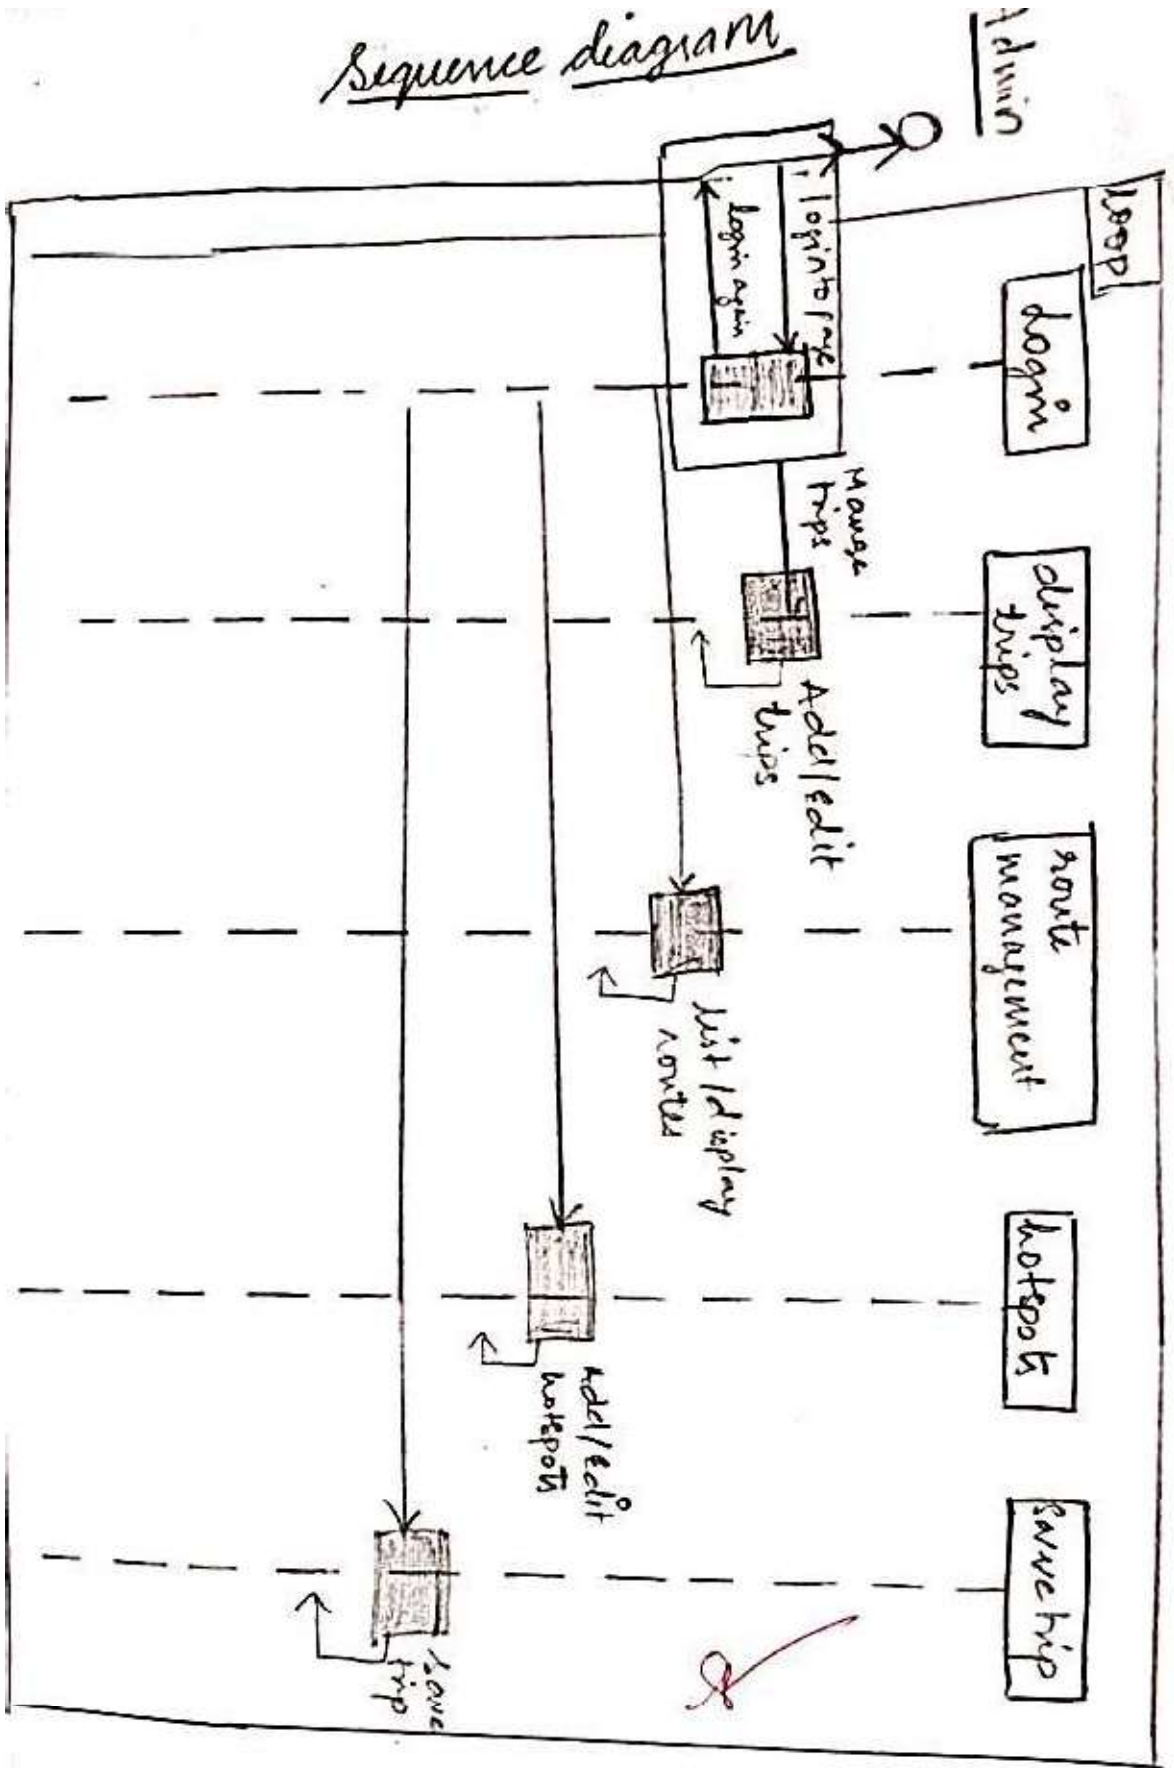 Sequence diagram
Admin
loop
Login
display
trips
route
management
hotspots
save trip
login to page
login again
Manage
trips
Add/edit
trips
list/display
routes
Add/Edit
hotspots
save
trip